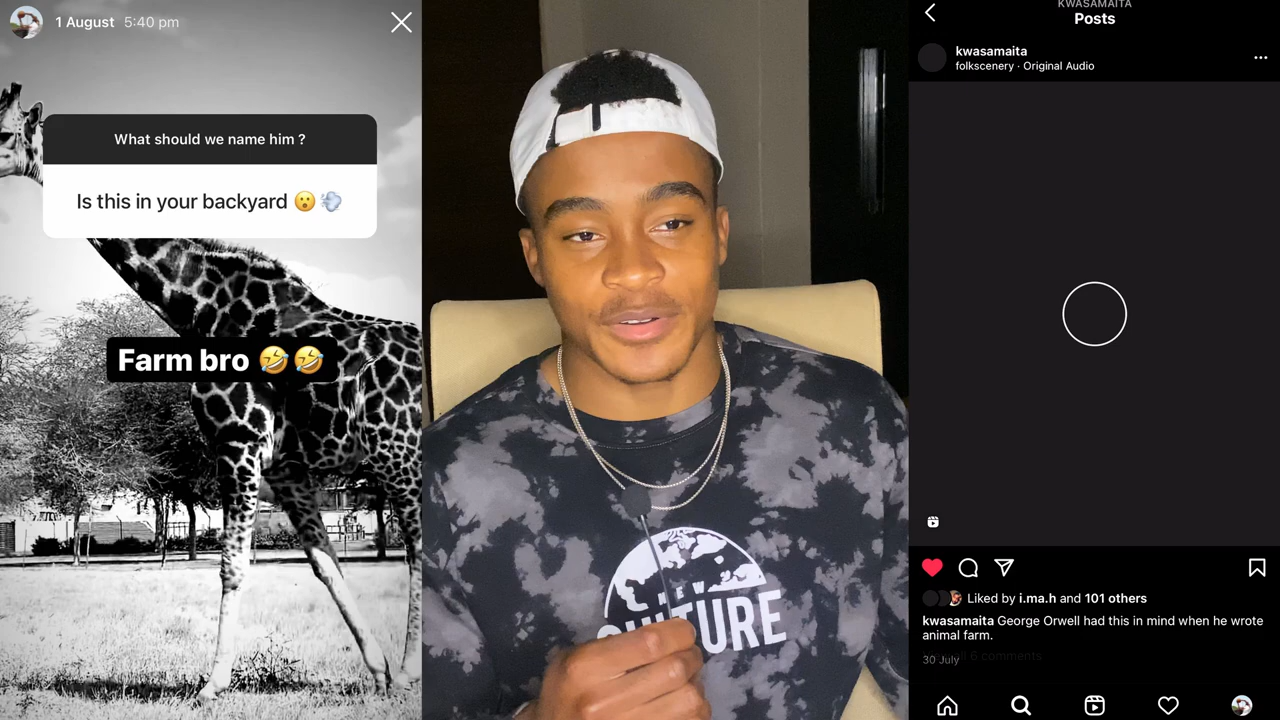 1 August 5:40 pm
What should we name him ?
Is this in your backyard 😮💨
Farm bro 🤣🤣
CULTURE
KWASAMAITA
Posts
kwasamaita
folkscenery · Original Audio
Liked by i.ma.h and 101 others
kwasamaita George Orwell had this in mind when he wrote
animal farm.
all 6 comments
30 July